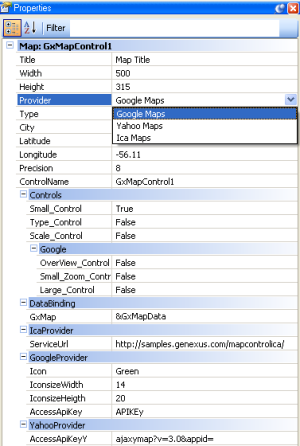 Properties
Filter
Map: GxMapControl1
Title Map Title
Width 500
Height 315
Provider Google Maps
Type Google Maps
City Yahoo Maps
Latitude Ica Maps
Longitude -56.11
Precision 8
ControlName GxMapControl1
Controls
Small_Control True
Type_Control False
Scale_Control False
Google
OverView_Control False
Small_Zoom_Contr False
Large_Control False
DataBinding
GxMap &GxMapData
IcaProvider
ServiceUrl http://samples.genexus.com/mapcontrolica/
GoogleProvider
Icon Green
IconsizeWidth 14
IconsizeHeigth 20
AccessApiKey APIKEy
YahooProvider
AccessApiKeyY ajaxymap?v=3.0&appid=